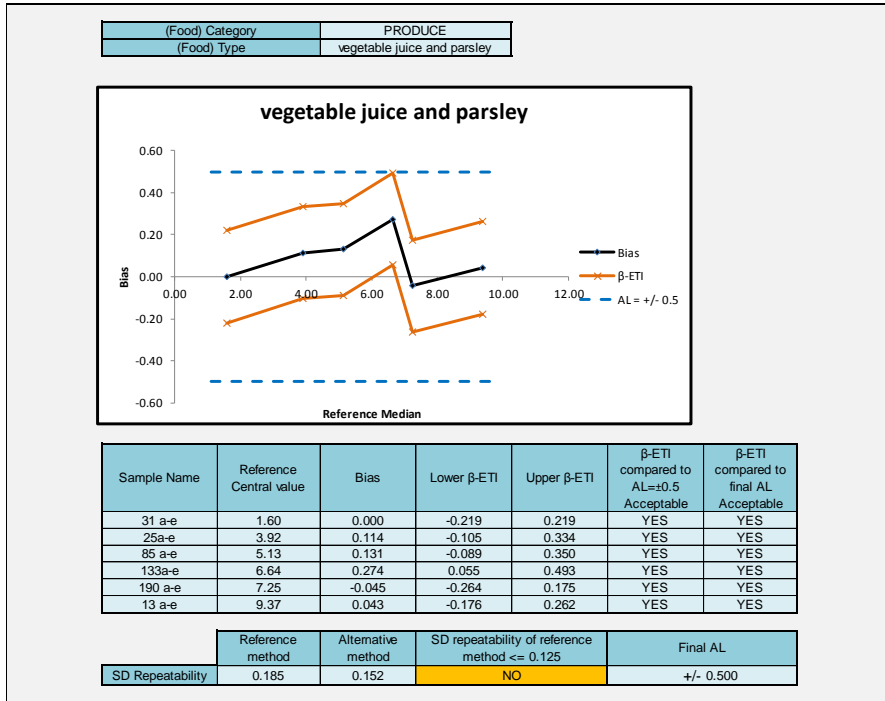 (Food) Category PRODUCE
(Food) Type vegetable juice and parsley
vegetable juice and parsley
0.60
0.40
0.20
0.00
-0.20
-0.40
-0.60
0.00 2.00 4.00 6.00 8.00 10.00 12.00
Bias
Reference Median
Bias
β-ETI
AL = +/- 0.5
Sample Name Reference Central value Bias Lower β-ETI Upper β-ETI β-ETI compared to AL=±0.5 Acceptable β-ETI compared to final AL Acceptable
31 a-e 1.60 0.000 -0.219 0.219 YES YES
25a-e 3.92 0.114 -0.105 0.334 YES YES
85 a-e 5.13 0.131 -0.089 0.350 YES YES
133a-e 6.64 0.274 0.055 0.493 YES YES
190 a-e 7.25 -0.045 -0.264 0.175 YES YES
13 a-e 9.37 0.043 -0.176 0.262 YES YES
Reference method Alternative method SD repeatability of reference method <= 0.125 Final AL
SD Repeatability 0.185 0.152 NO +/- 0.500